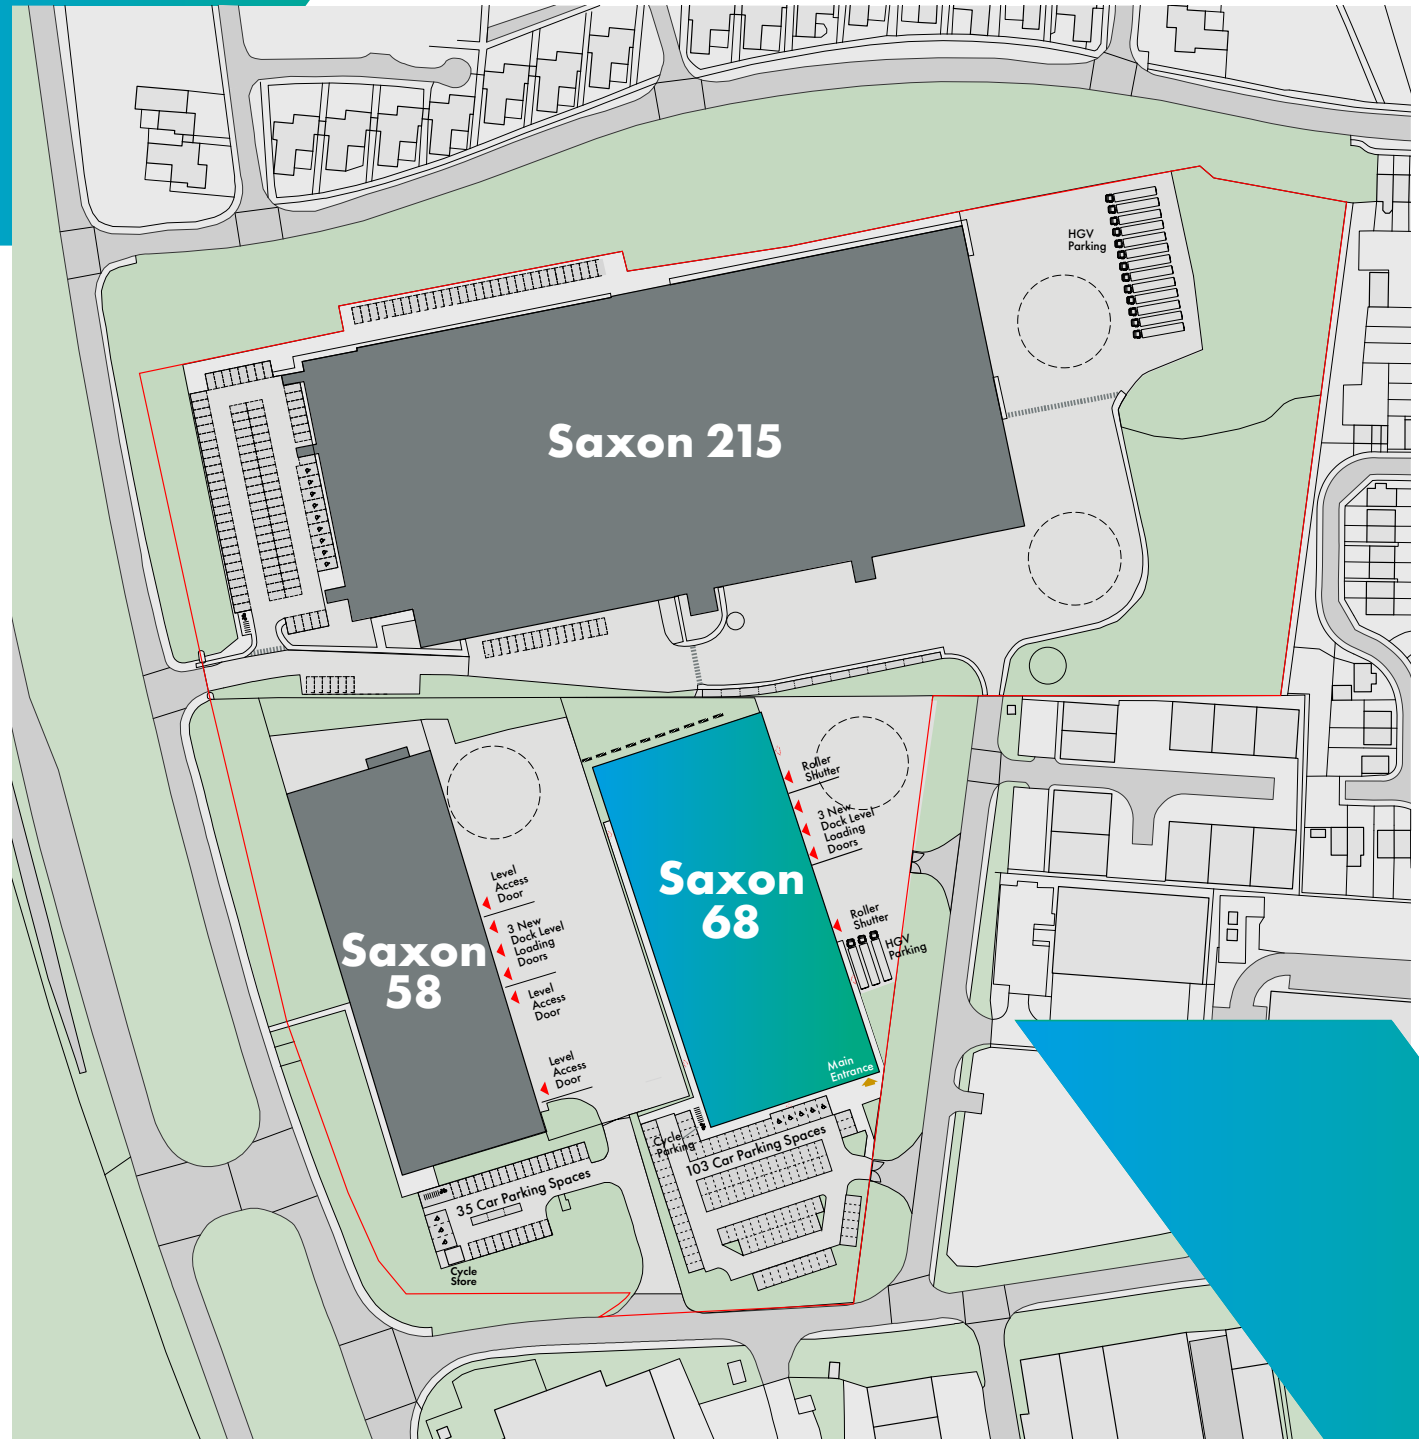 HGV
Parking
Saxon 215
Roller
Shutter
3 New
Dock Level
Loading
Doors
Level
Access
Door
Saxon
68
Roller
Shutter
3 New
Dock Level
Loading
Doors
HGV
Parking
Saxon
58
Level
Access
Door
Level
Access
Door
Main
Entrance
Cycle
Parking
103 Car Parking Spaces
35 Car Parking Spaces
Cycle
Store